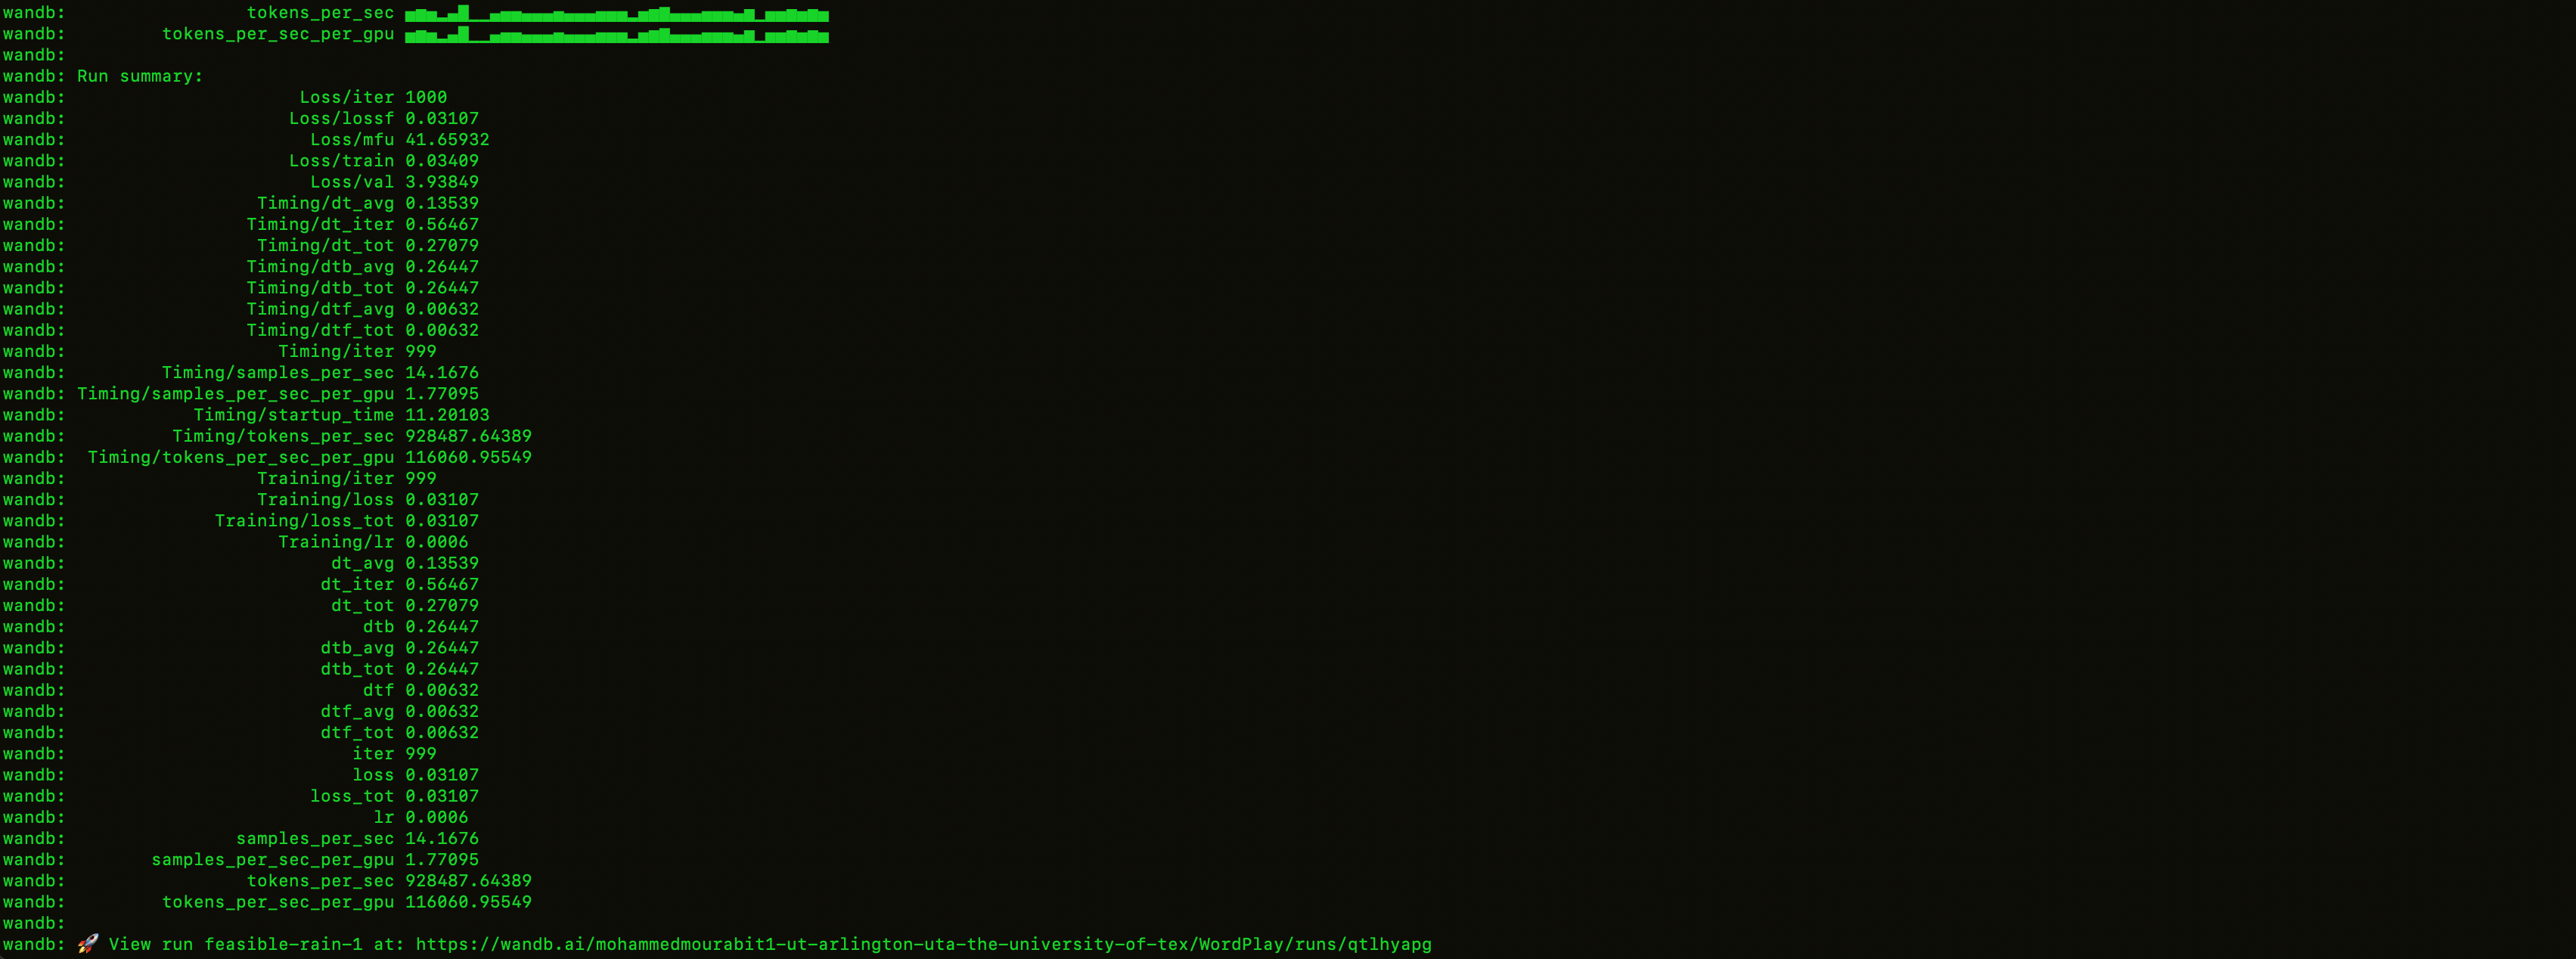 wandb: tokens_per_sec ▄▅▄▂▃█▁▁▃▄▄▃▃▃▄▃▃▃▄▄▄▂▄▅▆▃▃▃▄▄▄▃▅▂▄▄▅▄▅▄
wandb: tokens_per_sec_per_gpu ▄▅▄▂▃█▁▁▃▄▄▃▃▃▄▃▃▃▄▄▄▂▄▅▆▃▃▃▄▄▄▃▅▂▄▄▅▄▅▄
wandb:
wandb: Run summary:
wandb: Loss/iter 1000
wandb: Loss/lossf 0.03107
wandb: Loss/mfu 41.65932
wandb: Loss/train 0.03409
wandb: Loss/val 3.93849
wandb: Timing/dt_avg 0.13539
wandb: Timing/dt_iter 0.56467
wandb: Timing/dt_tot 0.27079
wandb: Timing/dtb_avg 0.26447
wandb: Timing/dtb_tot 0.26447
wandb: Timing/dtf_avg 0.00632
wandb: Timing/dtf_tot 0.00632
wandb: Timing/iter 999
wandb: Timing/samples_per_sec 14.1676
wandb: Timing/samples_per_sec_per_gpu 1.77095
wandb: Timing/startup_time 11.20103
wandb: Timing/tokens_per_sec 928487.64389
wandb: Timing/tokens_per_sec_per_gpu 116060.95549
wandb: Training/iter 999
wandb: Training/loss 0.03107
wandb: Training/loss_tot 0.03107
wandb: Training/lr 0.0006
wandb: dt_avg 0.13539
wandb: dt_iter 0.56467
wandb: dt_tot 0.27079
wandb: dtb 0.26447
wandb: dtb_avg 0.26447
wandb: dtb_tot 0.26447
wandb: dtf 0.00632
wandb: dtf_avg 0.00632
wandb: dtf_tot 0.00632
wandb: iter 999
wandb: loss 0.03107
wandb: loss_tot 0.03107
wandb: lr 0.0006
wandb: samples_per_sec 14.1676
wandb: samples_per_sec_per_gpu 1.77095
wandb: tokens_per_sec 928487.64389
wandb: tokens_per_sec_per_gpu 116060.95549
wandb:
wandb: 🚀 View run feasible-rain-1 at: https://wandb.ai/mohammedmourabit1-ut-arlington-uta-the-university-of-tex/WordPlay/runs/qtlhyapg